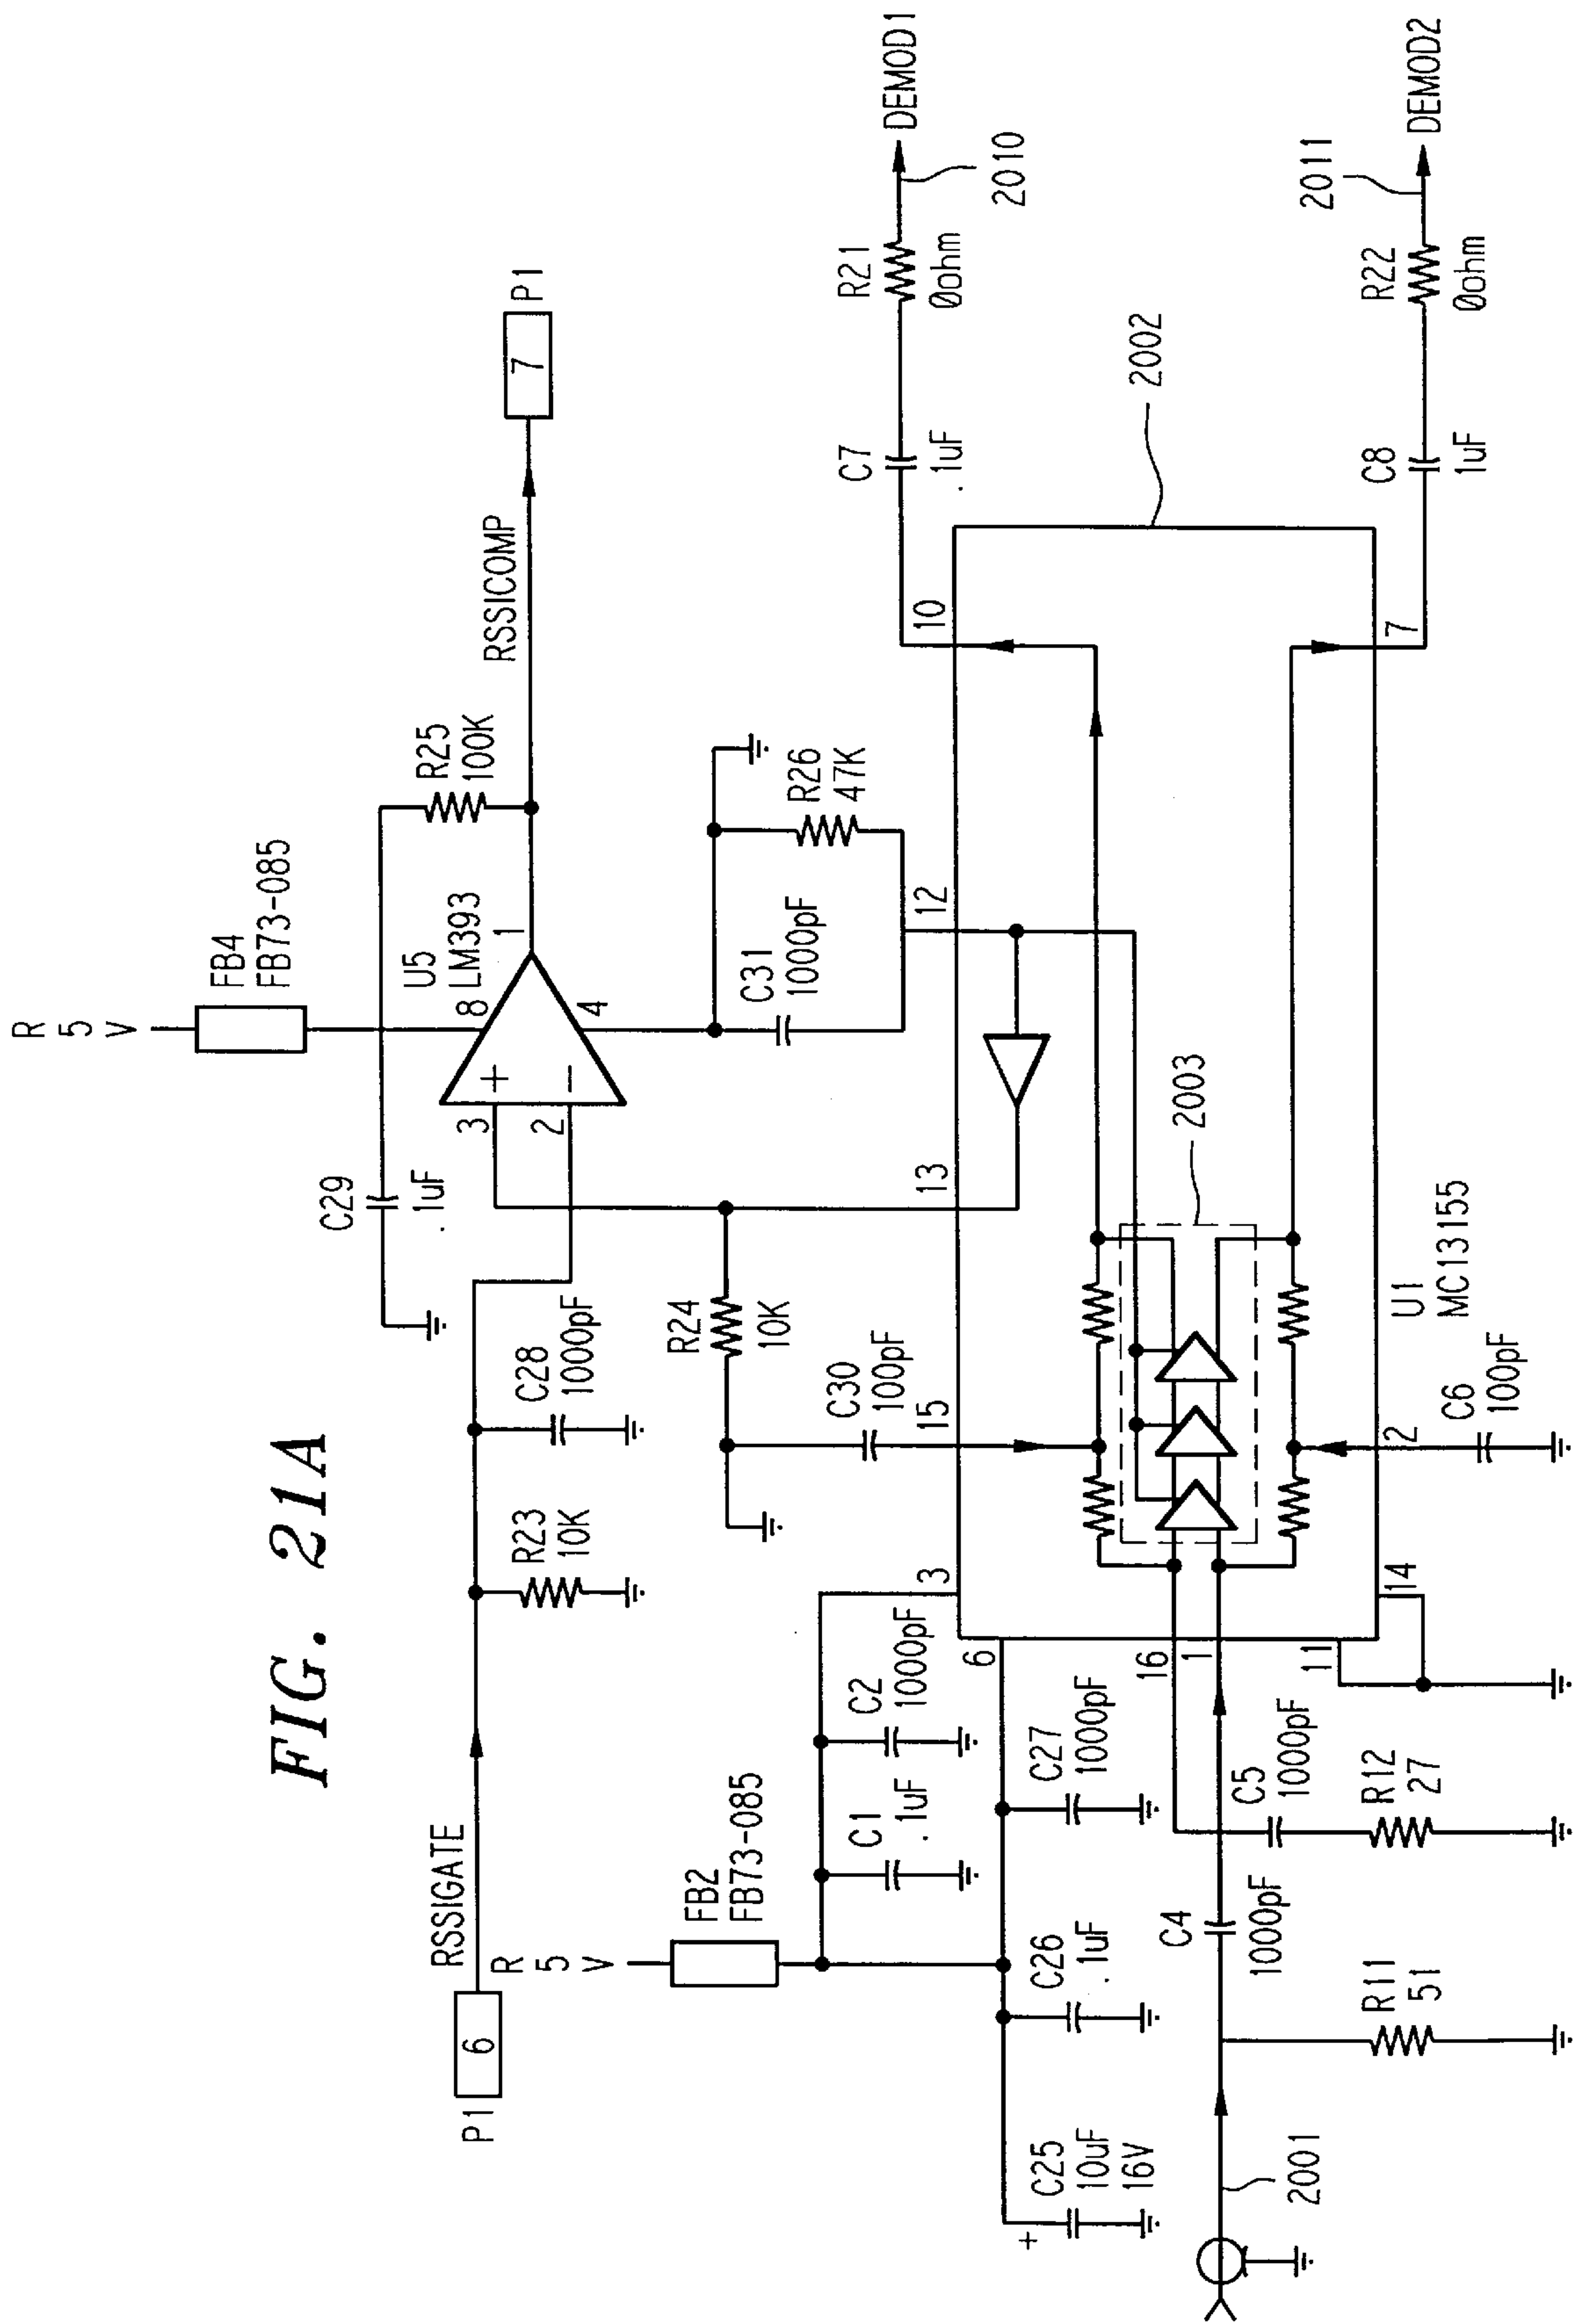 FIG. 21A
R
5
V
FB4
FB73-085
C29
.1uF
U5
LM393
8
3
2
1
4
R25
100K
RSSICOMP
7
P1
P1
6
RSSIGATE
R23
10K
C28
1000pF
R24
10K
C31
1000pF
R26
47K
R
5
V
FB2
FB73-085
C1
.1uF
C2
1000pF
C30
100pF
15
13
12
10
C7
.1uF
R21
0ohm
DEMOD1
2010
2002
3
6
C25
10uF
16V
+
C26
.1uF
C27
1000pF
16
1
11
14
2003
2001
C4
1000pF
R11
51
C5
1000pF
R12
27
2
C6
100pF
U1
MC13155
7
C8
1uF
R22
0ohm
DEMOD2
2011